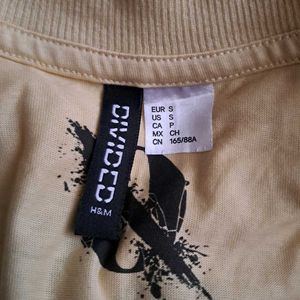 DIVIDED
H&M
EUR S
US S
CA P
MX CH
CN 165/88A